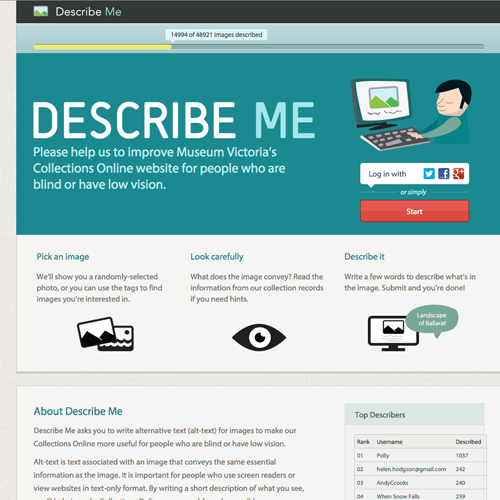 Describe Me
14994 of 48921 images described
DESCRIBE ME
Please help us to improve Museum Victoria's
Collections Online website for people who are
blind or have low vision.
Log in with
or simply
Start
Pick an image
We'll show you a randomly-selected
photo, or you can use the tags to find
images you're interested in.
Look carefully
What does the image convey? Read the
information from our collection records
if you need hints.
Describe it
Write a few words to describe what's in
the image. Submit and you're done!
Landscape
of Ballarat
About Describe Me
Describe Me asks you to write alternative text (alt-text) for images to make our
Collections Online more useful for people who are blind or have low vision.
Alt-text is text associated with an image that conveys the same essential
information as the image. It is important for people who use screen readers or
view websites in text-only format. By writing a short description of what you see,
Top Describers
Rank Username Described
01 Polly 1037
02 helen.hodgson@gmail.com 242
03 AndyCcooks 240
04 When Snow Falls 239